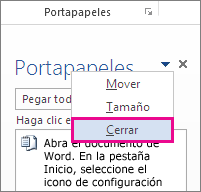 Portapapeles
Portapapeles
Mover
Pegar tod
Tamaño
Haga clic e
Cerrar
Abra el documento de
Word. En la pestaña
Inicio, seleccione el
icono de configuración